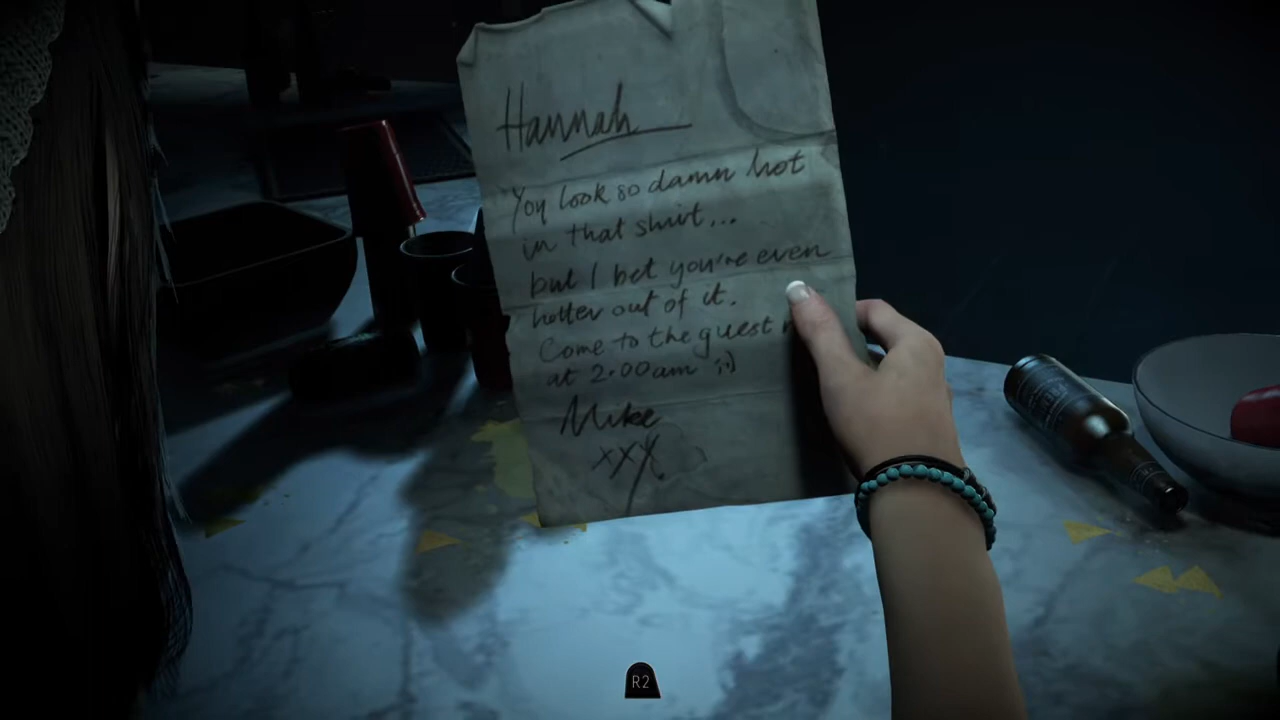 Hannah
You look so damn hot
in that shirt...
but I bet you're even
hotter out of it.
Come to the guest
at 2:00am ;)
Mike
xxx
R2